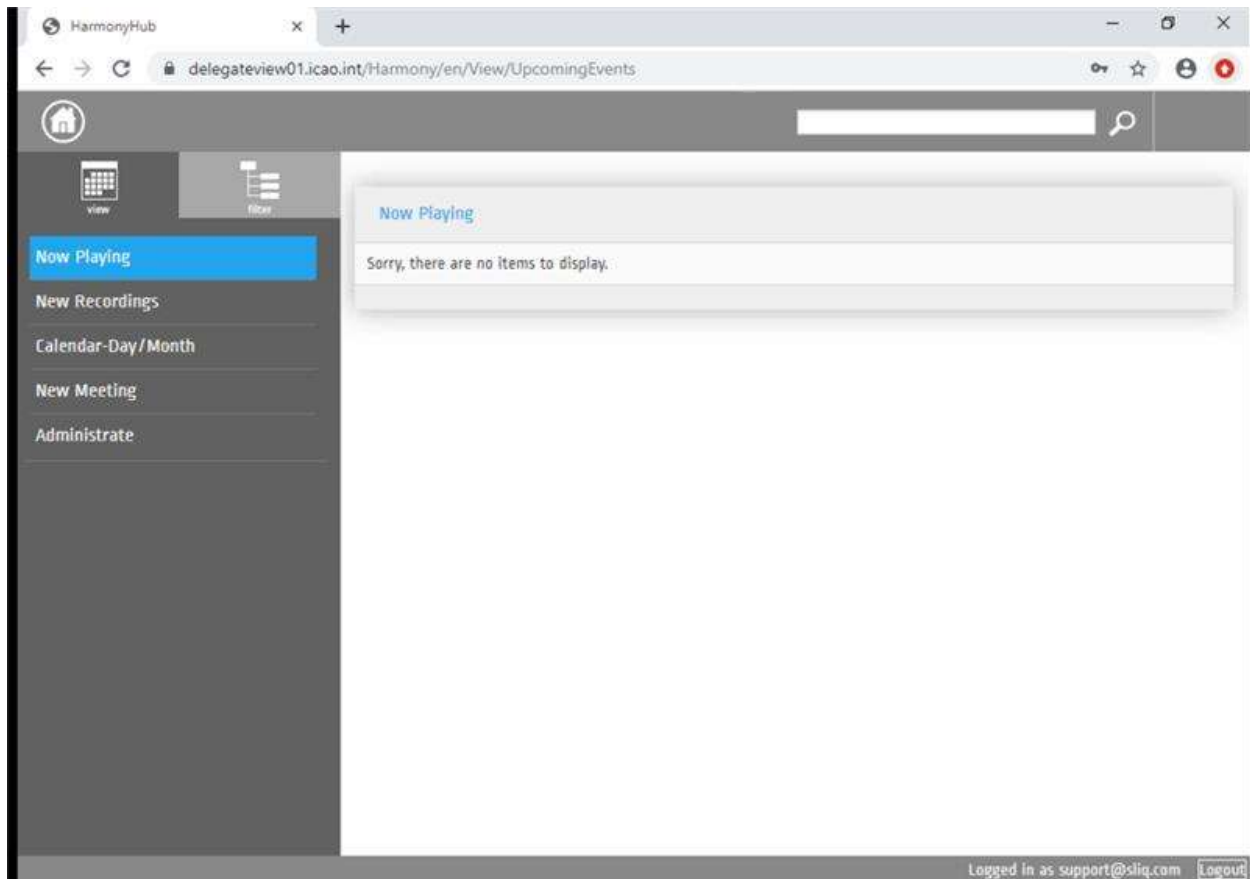 HarmonyHub
delegateview01.icao.int/Harmony/en/View/UpcomingEvents
view
filter
Now Playing
New Recordings
Calendar-Day/Month
New Meeting
Administrate
Now Playing
Sorry, there are no items to display.
Logged in as support@sliq.com Logout